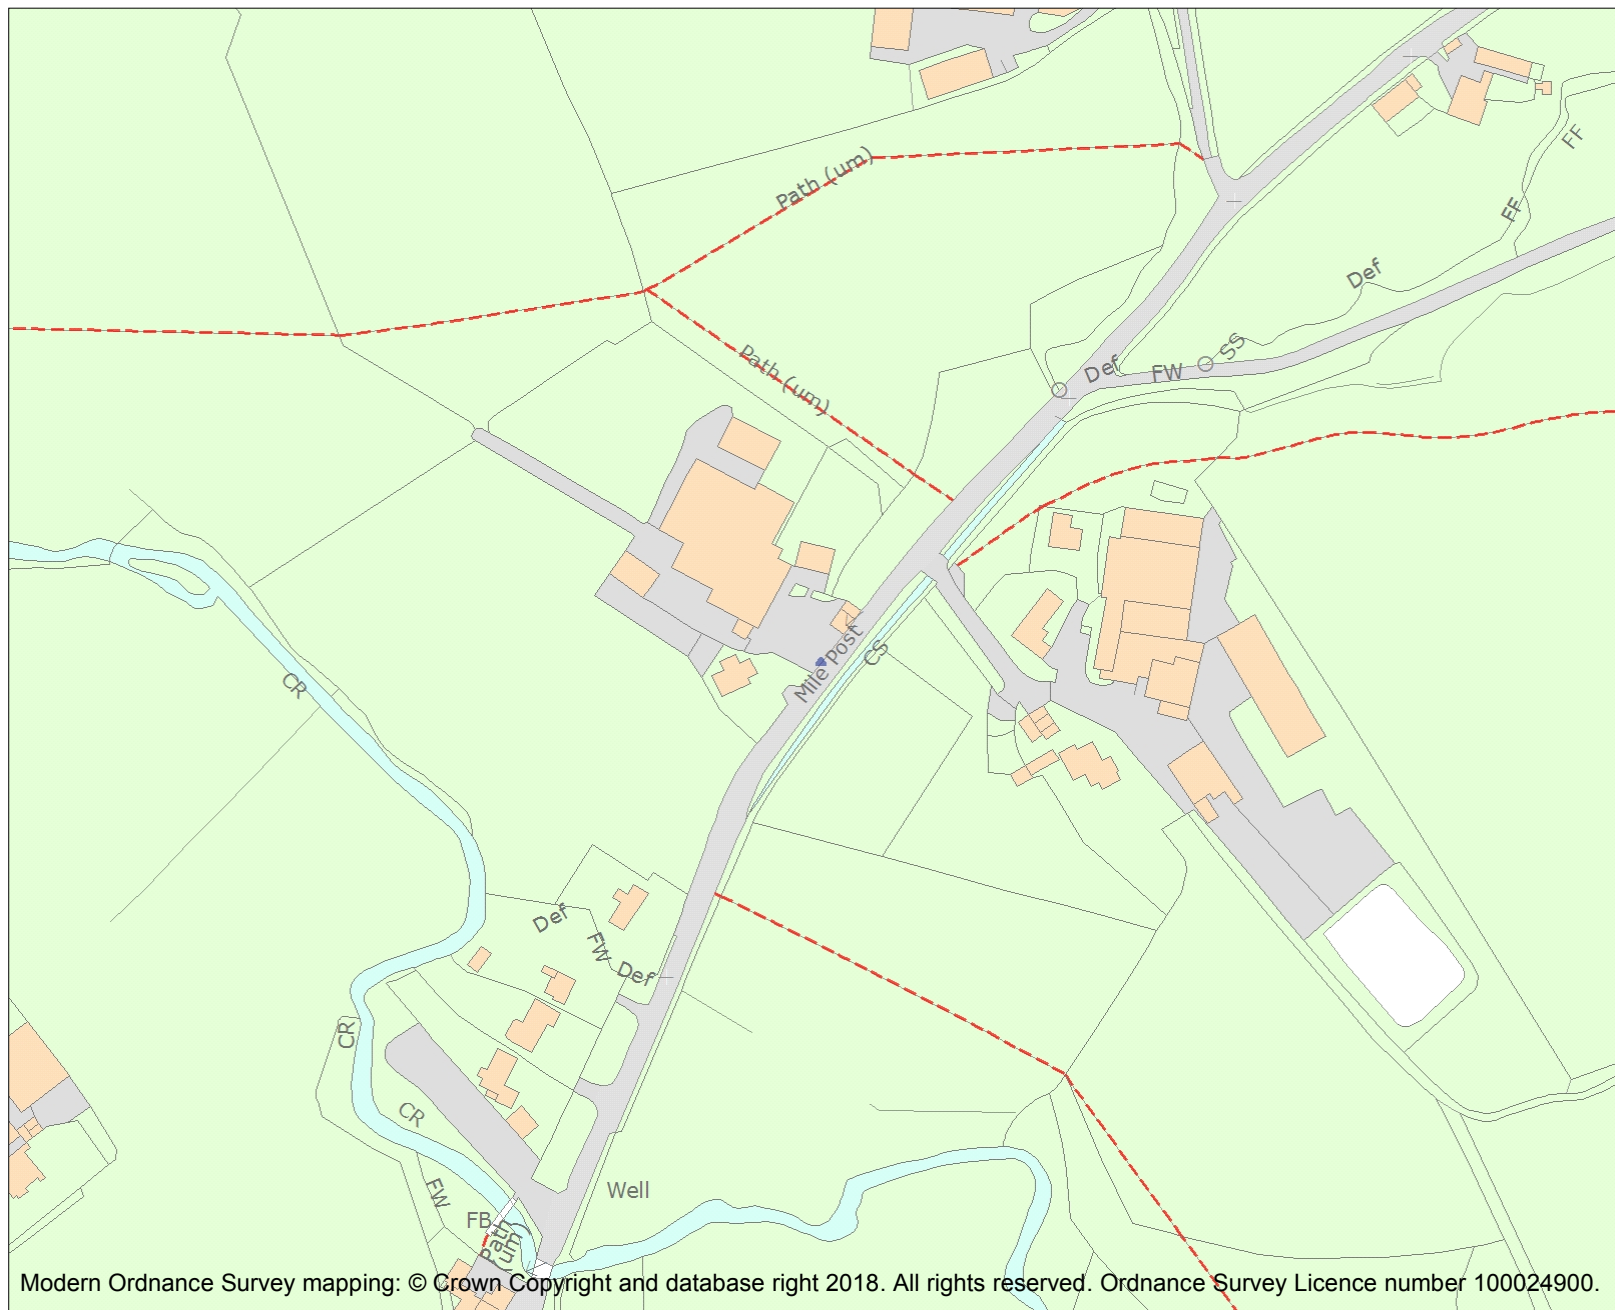 Path (um)
FF
FF
Def
SS
Def
FW
Path (um)
Mile Post
CS
CR
Def
FW
Def
CR
CR
FW
Well
FB
Path
(um)
Modern Ordnance Survey mapping: © Crown Copyright and database right 2018. All rights reserved. Ordnance Survey Licence number 100024900.